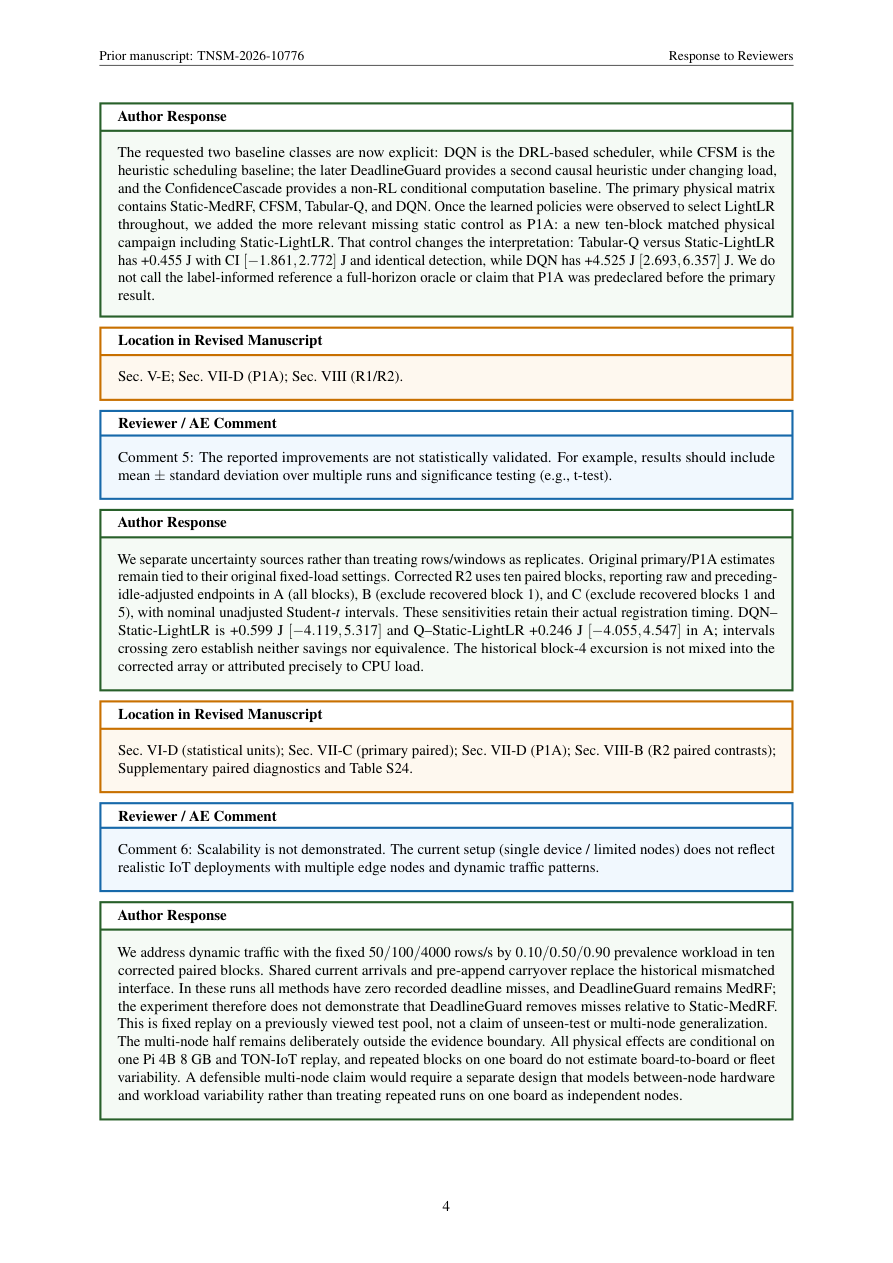 Prior manuscript: TNSM-2026-10776
Response to Reviewers
Author Response
The requested two baseline classes are now explicit: DQN is the DRL-based scheduler, while CFSM is the
heuristic scheduling baseline; the later DeadlineGuard provides a second causal heuristic under changing load,
and the ConfidenceCascade provides a non-RL conditional computation baseline. The primary physical matrix
contains Static-MedRF, CFSM, Tabular-Q, and DQN. Once the learned policies were observed to select LightLR
throughout, we added the more relevant missing static control as P1A: a new ten-block matched physical
campaign including Static-LightLR. That control changes the interpretation: Tabular-Q versus Static-LightLR
has +0.455 J with CI [−1.861, 2.772] J and identical detection, while DQN has +4.525 J [2.693, 6.357] J. We do
not call the label-informed reference a full-horizon oracle or claim that P1A was predeclared before the primary
result.
Location in Revised Manuscript
Sec. V-E; Sec. VII-D (P1A); Sec. VIII (R1/R2).
Reviewer / AE Comment
Comment 5: The reported improvements are not statistically validated. For example, results should include
mean ± standard deviation over multiple runs and significance testing (e.g., t-test).
Author Response
We separate uncertainty sources rather than treating rows/windows as replicates. Original primary/P1A estimates
remain tied to their original fixed-load settings. Corrected R2 uses ten paired blocks, reporting raw and preceding-
idle-adjusted endpoints in A (all blocks), B (exclude recovered block 1), and C (exclude recovered blocks 1 and
5), with nominal unadjusted Student-t intervals. These sensitivities retain their actual registration timing. DQN–
Static-LightLR is +0.599 J [−4.119, 5.317] and Q–Static-LightLR +0.246 J [−4.055, 4.547] in A; intervals
crossing zero establish neither savings nor equivalence. The historical block-4 excursion is not mixed into the
corrected array or attributed precisely to CPU load.
Location in Revised Manuscript
Sec. VI-D (statistical units); Sec. VII-C (primary paired); Sec. VII-D (P1A); Sec. VIII-B (R2 paired contrasts);
Supplementary paired diagnostics and Table S24.
Reviewer / AE Comment
Comment 6: Scalability is not demonstrated. The current setup (single device / limited nodes) does not reflect
realistic IoT deployments with multiple edge nodes and dynamic traffic patterns.
Author Response
We address dynamic traffic with the fixed 50/100/4000 rows/s by 0.10/0.50/0.90 prevalence workload in ten
corrected paired blocks. Shared current arrivals and pre-append carryover replace the historical mismatched
interface. In these runs all methods have zero recorded deadline misses, and DeadlineGuard remains MedRF;
the experiment therefore does not demonstrate that DeadlineGuard removes misses relative to Static-MedRF.
This is fixed replay on a previously viewed test pool, not a claim of unseen-test or multi-node generalization.
The multi-node half remains deliberately outside the evidence boundary. All physical effects are conditional on
one Pi 4B 8 GB and TON-IoT replay, and repeated blocks on one board do not estimate board-to-board or fleet
variability. A defensible multi-node claim would require a separate design that models between-node hardware
and workload variability rather than treating repeated runs on one board as independent nodes.
4